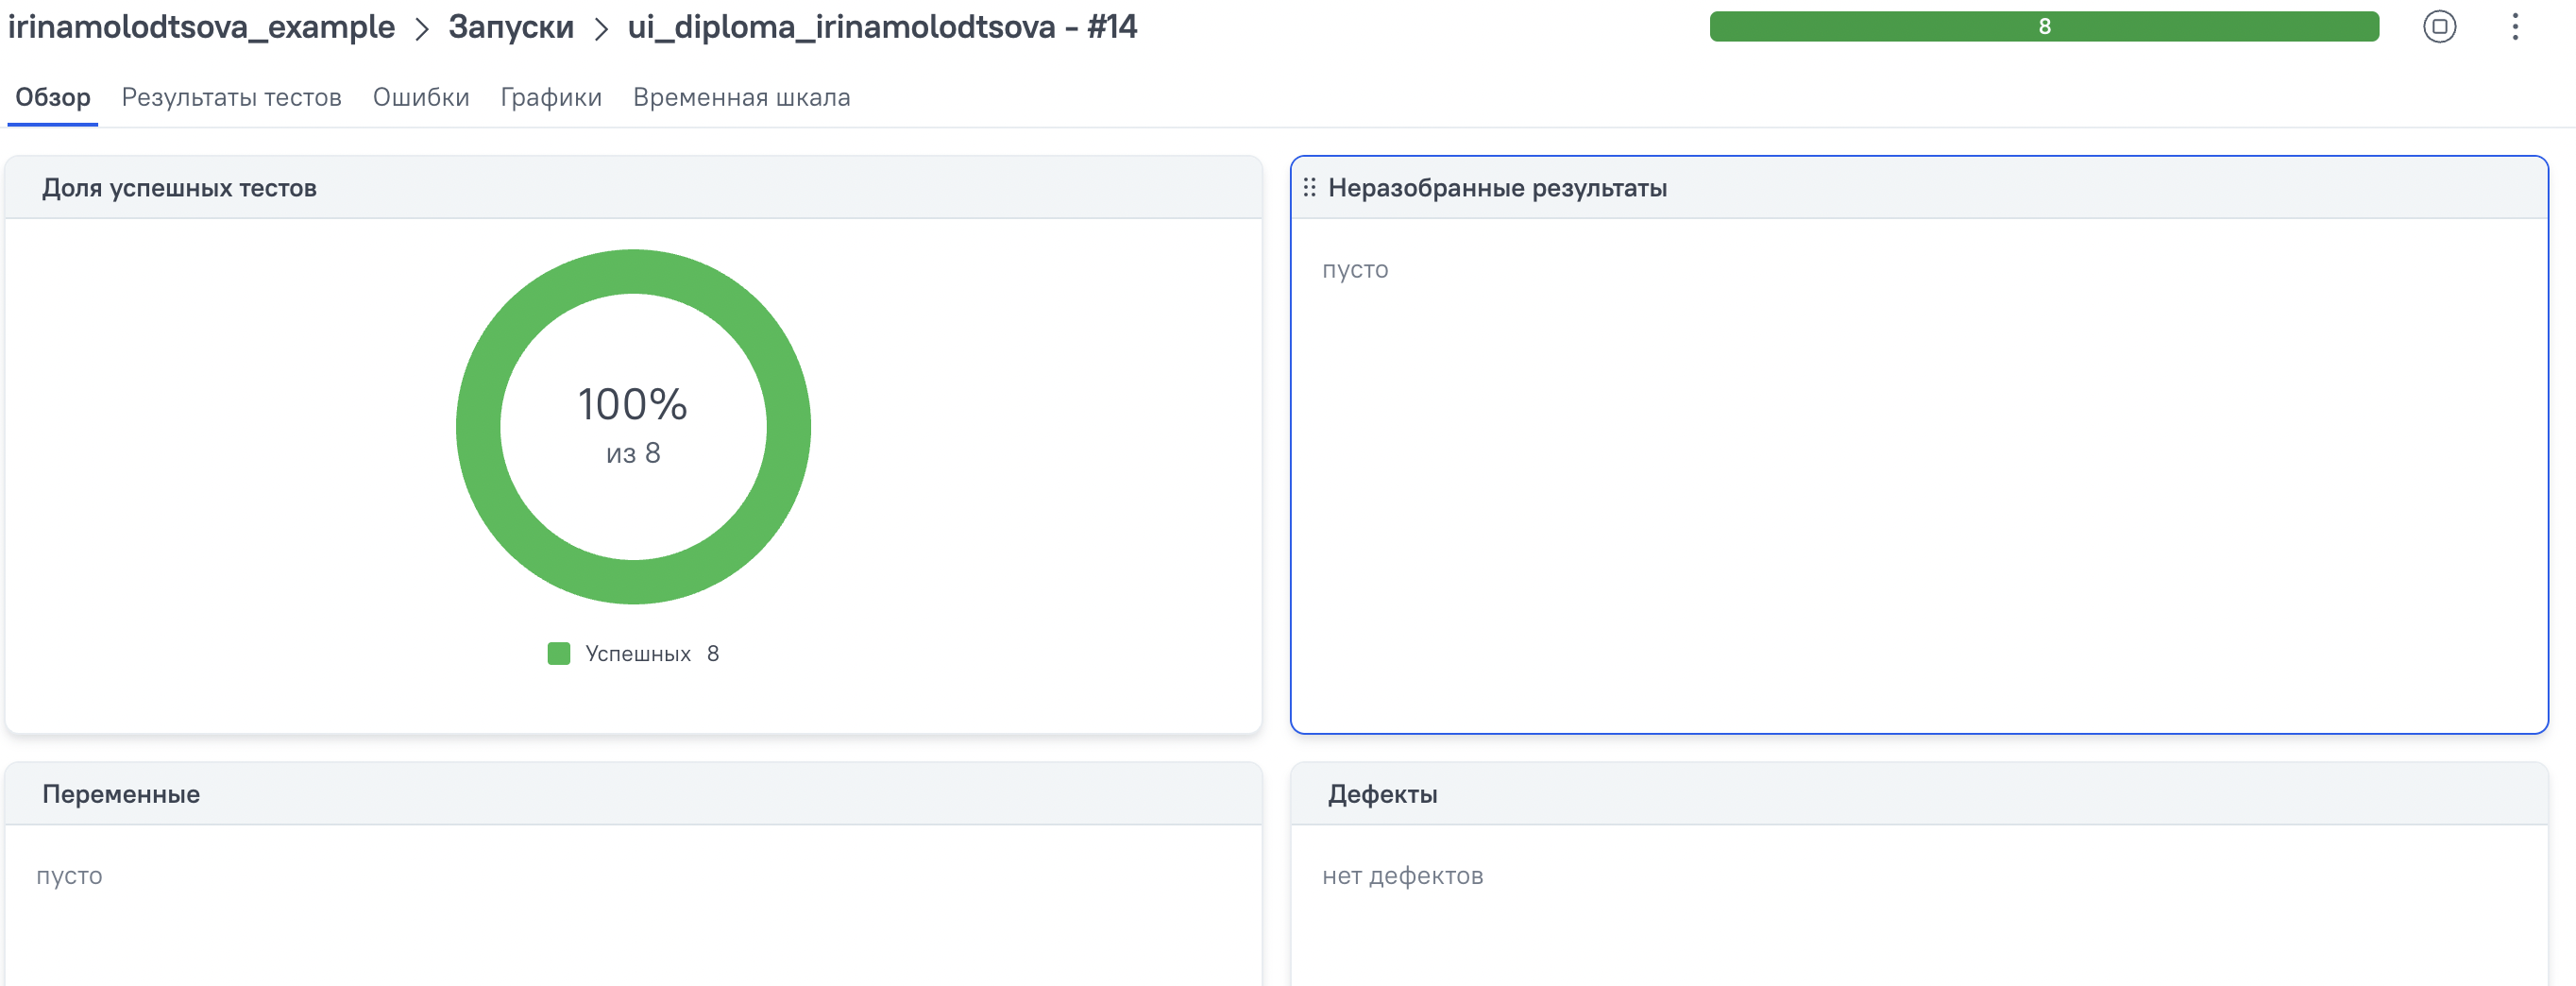 irinamolodtsova_example > Запуски > ui_diploma_irinamolodtsova - #14
8
Обзор Результаты тестов Ошибки Графики Временная шкала
Доля успешных тестов
100%
из 8
Успешных 8
Неразобранные результаты
пусто
Переменные
пусто
Дефекты
нет дефектов